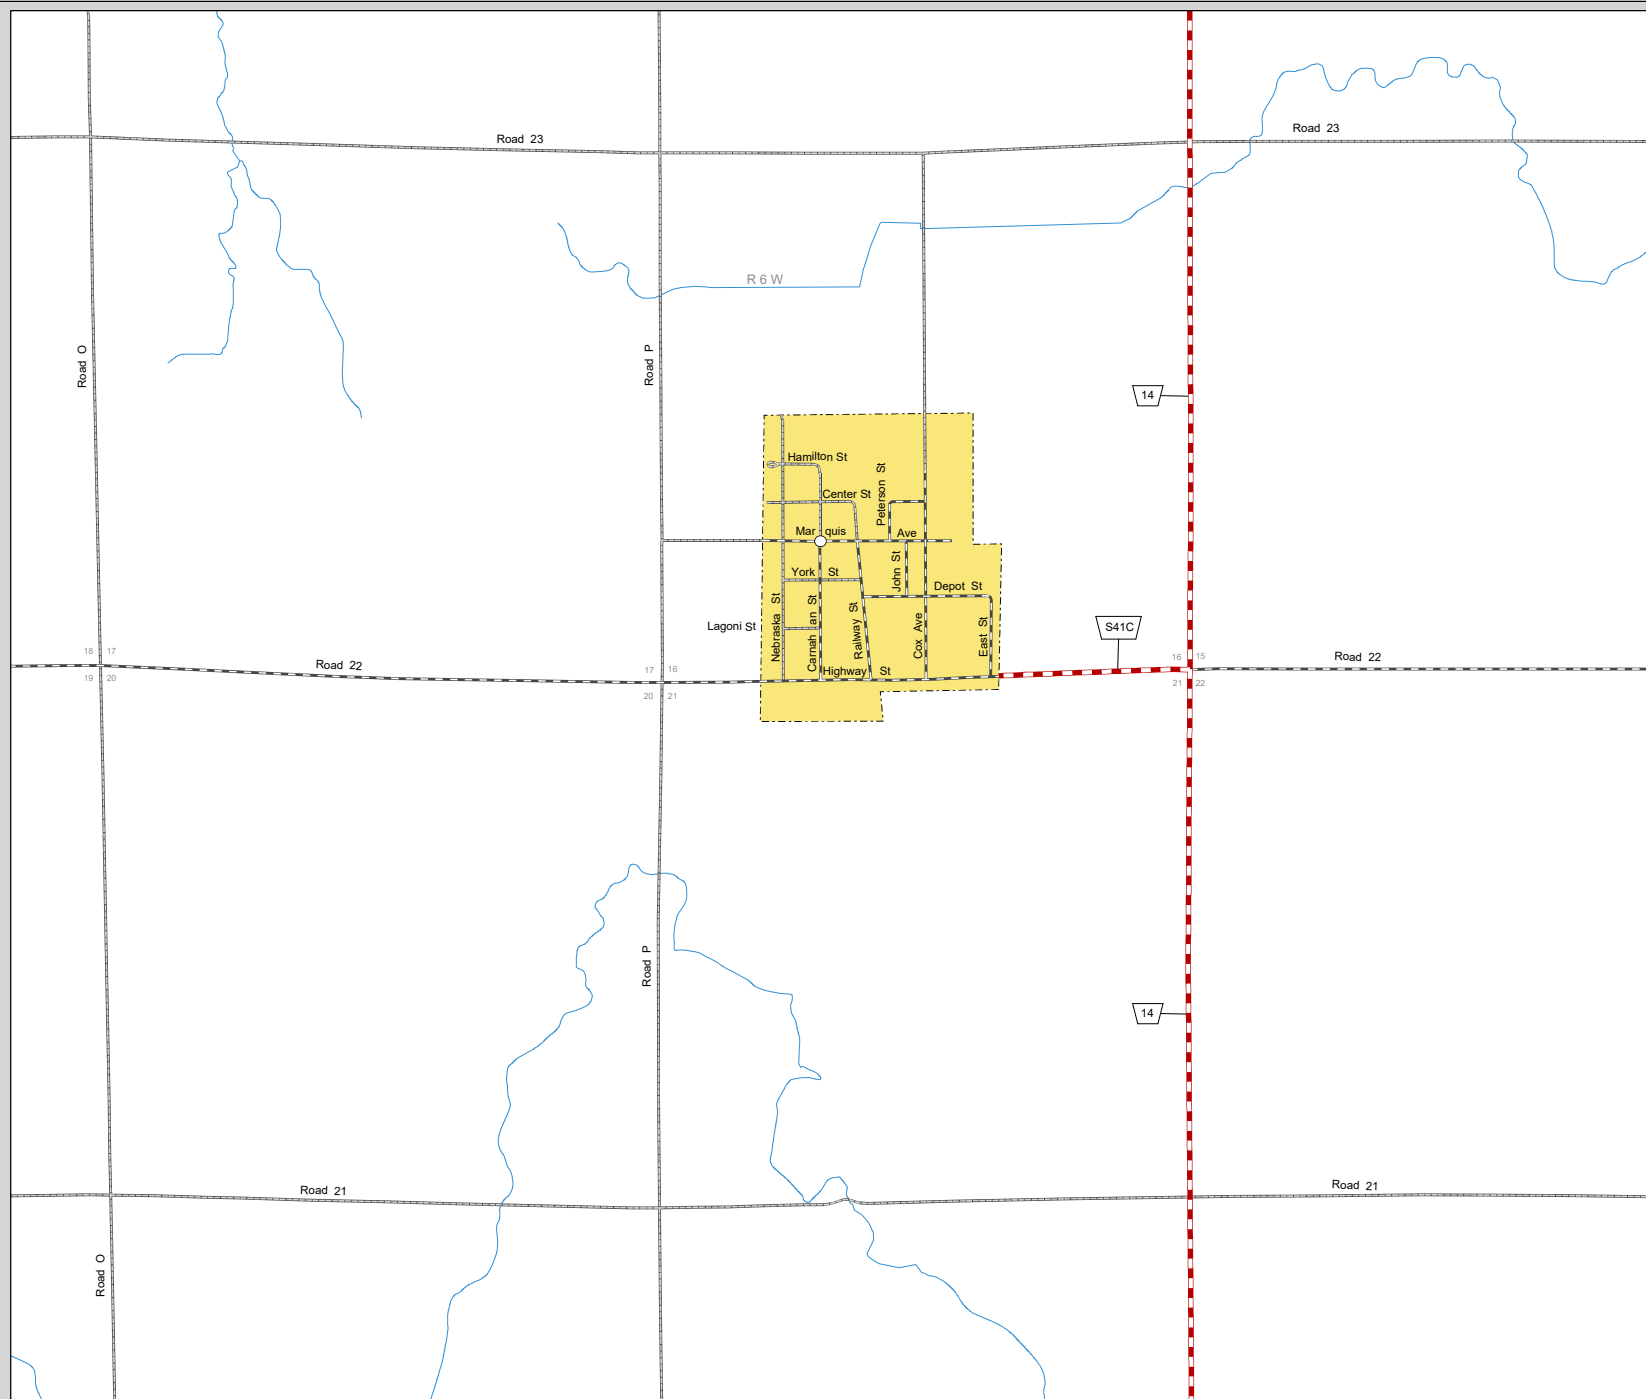 Road 23
Road 23
R 6 W
Road O
Road P
14
Hamilton St
Center St
Peterson St
Marquis Ave
John St
York St
Depot St
Nebraska St
Carnahan St
Railway St
Cox Ave
East St
Lagoni St
S41C
Highway St
18 17
19 20
Road 22
17 16
20 21
16 15
21 22
Road 22
Road P
14
Road 21
Road 21
Road O